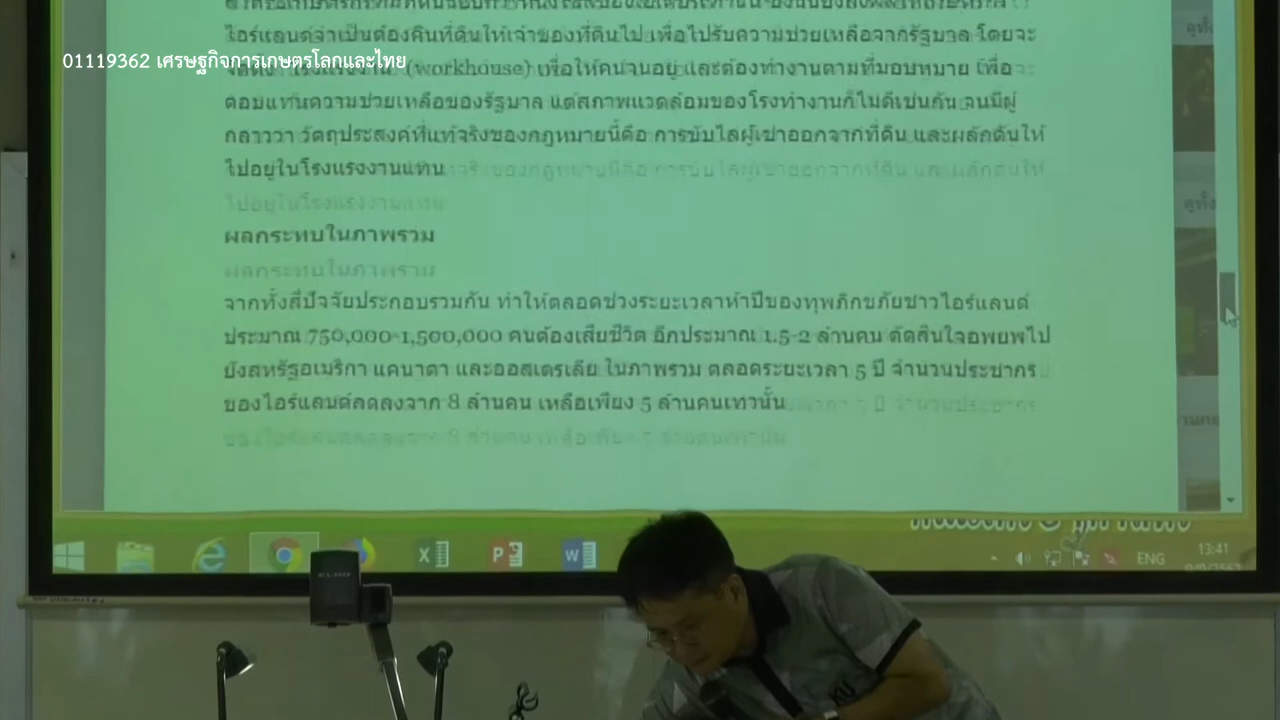 01119362 เศรษฐกิจการเกษตรโลกและไทย
ไอร์แลนด์จำเป็นต้องคืนที่ดินให้เจ้าของที่ดินไป เพื่อไปรับความช่วยเหลือจากรัฐบาล โดยจะ
จัดตั้ง โรงแรงงาน (workhouse) เพื่อให้คนจนอยู่ และต้องทำงานตามที่มอบหมาย เพื่อ
ตอบแทนความช่วยเหลือของรัฐบาล แต่สภาพแวดล้อมของโรงทำงานก็ไม่ดีเช่นกัน จนมีผู้
กล่าวว่า วัตถุประสงค์ที่แท้จริงของกฎหมายนี้คือ การขับไล่ผู้เช่าออกจากที่ดิน และผลักดันให้
ไปอยู่ในโรงแรงงานแทน
ผลกระทบในภาพรวม
จากทั้งสี่ปัจจัยประกอบรวมกัน ทำให้ตลอดช่วงระยะเวลาห้าปีของทุพภิกขภัยชาวไอร์แลนด์
ประมาณ 750,000-1,500,000 คนต้องเสียชีวิต อีกประมาณ 1.5-2 ล้านคน ตัดสินใจอพยพไป
ยังสหรัฐอเมริกา แคนาดา และออสเตรเลีย ในภาพรวม ตลอดระยะเวลา 5 ปี จำนวนประชากร
ของไอร์แลนด์ลดลงจาก 8 ล้านคน เหลือเพียง 5 ล้านคนเท่านั้น
ENG
13:41
ELMO
KU